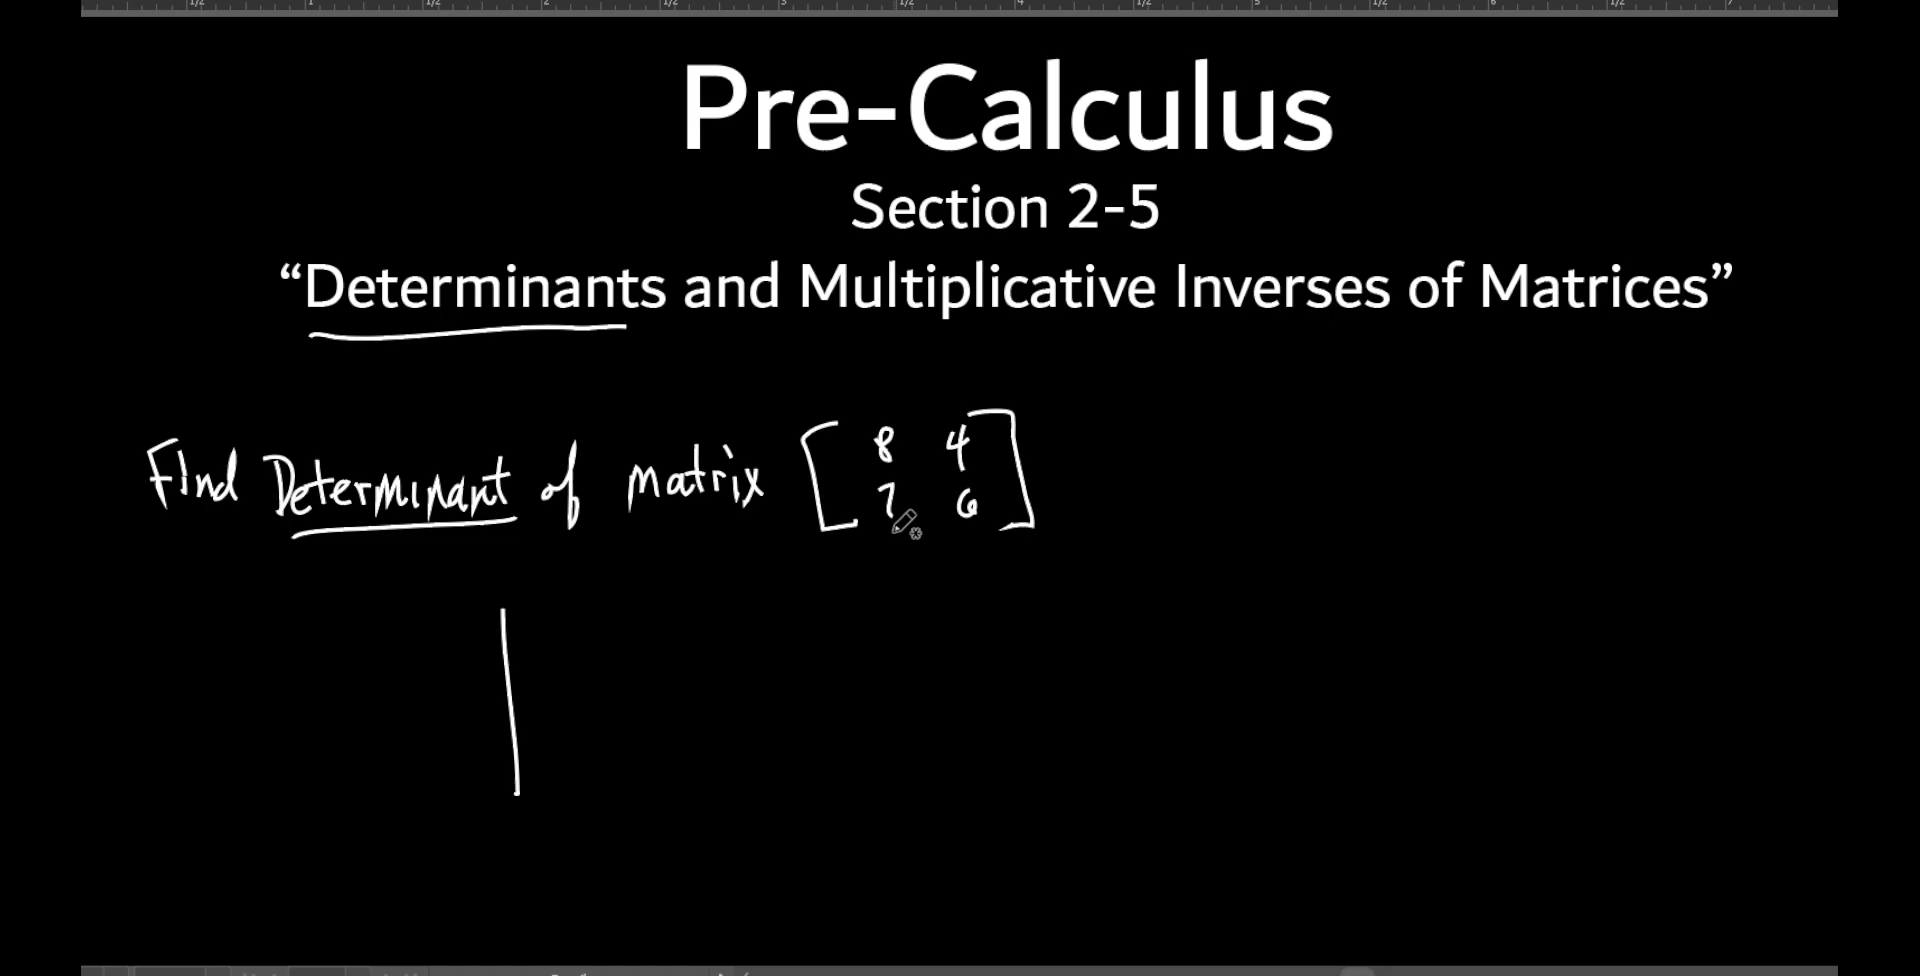 Pre-Calculus
Section 2-5
“Determinants and Multiplicative Inverses of Matrices”
Find Determinant of matrix [ 8 4
7 6 ]